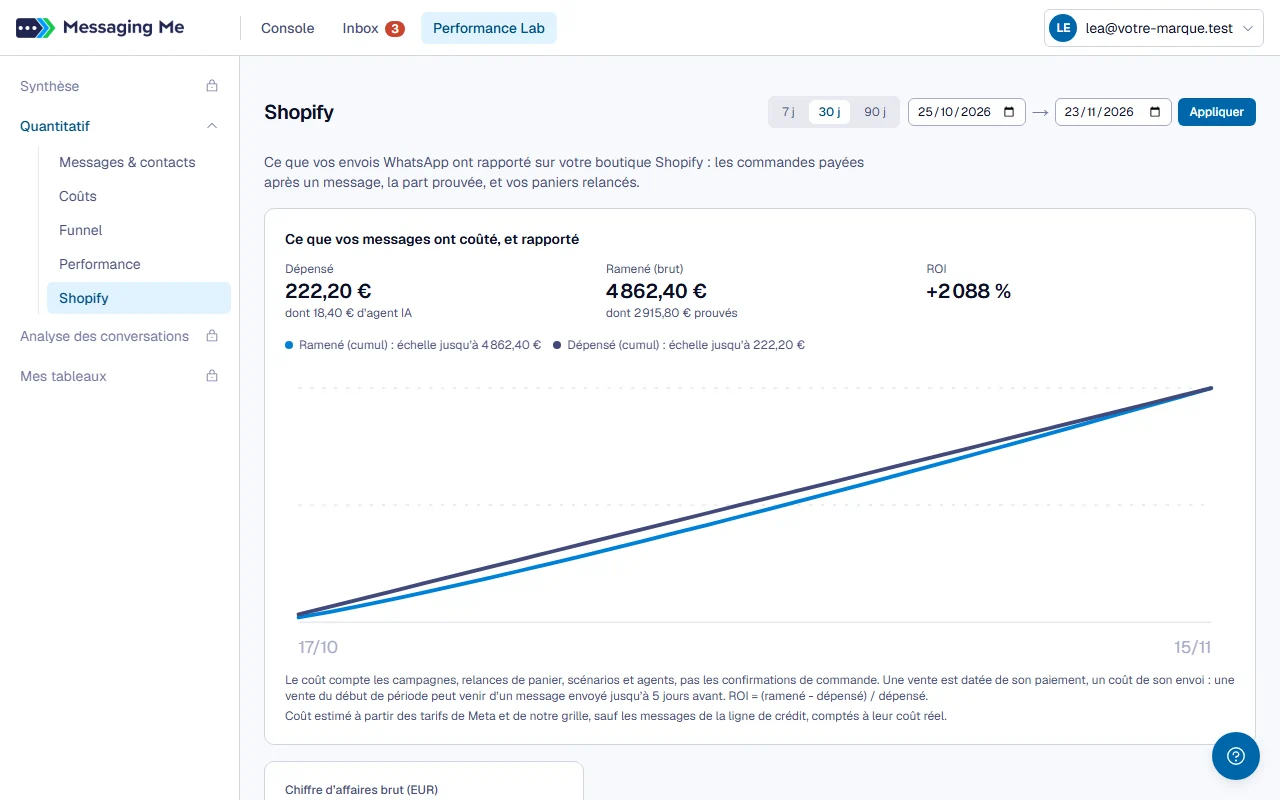 Messaging Me
Console
Inbox 3
Performance Lab
LE lea@votre-marque.test
Synthèse
Quantitatif
Messages & contacts
Coûts
Funnel
Performance
Shopify
Analyse des conversations
Mes tableaux
Shopify
7 j 30 j 90 j 25/10/2026 → 23/11/2026 Appliquer
Ce que vos envois WhatsApp ont rapporté sur votre boutique Shopify : les commandes payées
après un message, la part prouvée, et vos paniers relancés.
Ce que vos messages ont coûté, et rapporté
Dépensé
222,20 €
dont 18,40 € d'agent IA
Ramené (brut)
4 862,40 €
dont 2 915,80 € prouvés
ROI
+2 088 %
Ramené (cumul) : échelle jusqu'à 4 862,40 € Dépensé (cumul) : échelle jusqu'à 222,20 €
17/10 15/11
Le coût compte les campagnes, relances de panier, scénarios et agents, pas les confirmations de commande. Une vente est datée de son paiement, un coût de son envoi : une
vente du début de période peut venir d'un message envoyé jusqu'à 5 jours avant. ROI = (ramené - dépensé) / dépensé.
Coût estimé à partir des tarifs de Meta et de notre grille, sauf les messages de la ligne de crédit, comptés à leur coût réel.
Chiffre d'affaires brut (EUR)